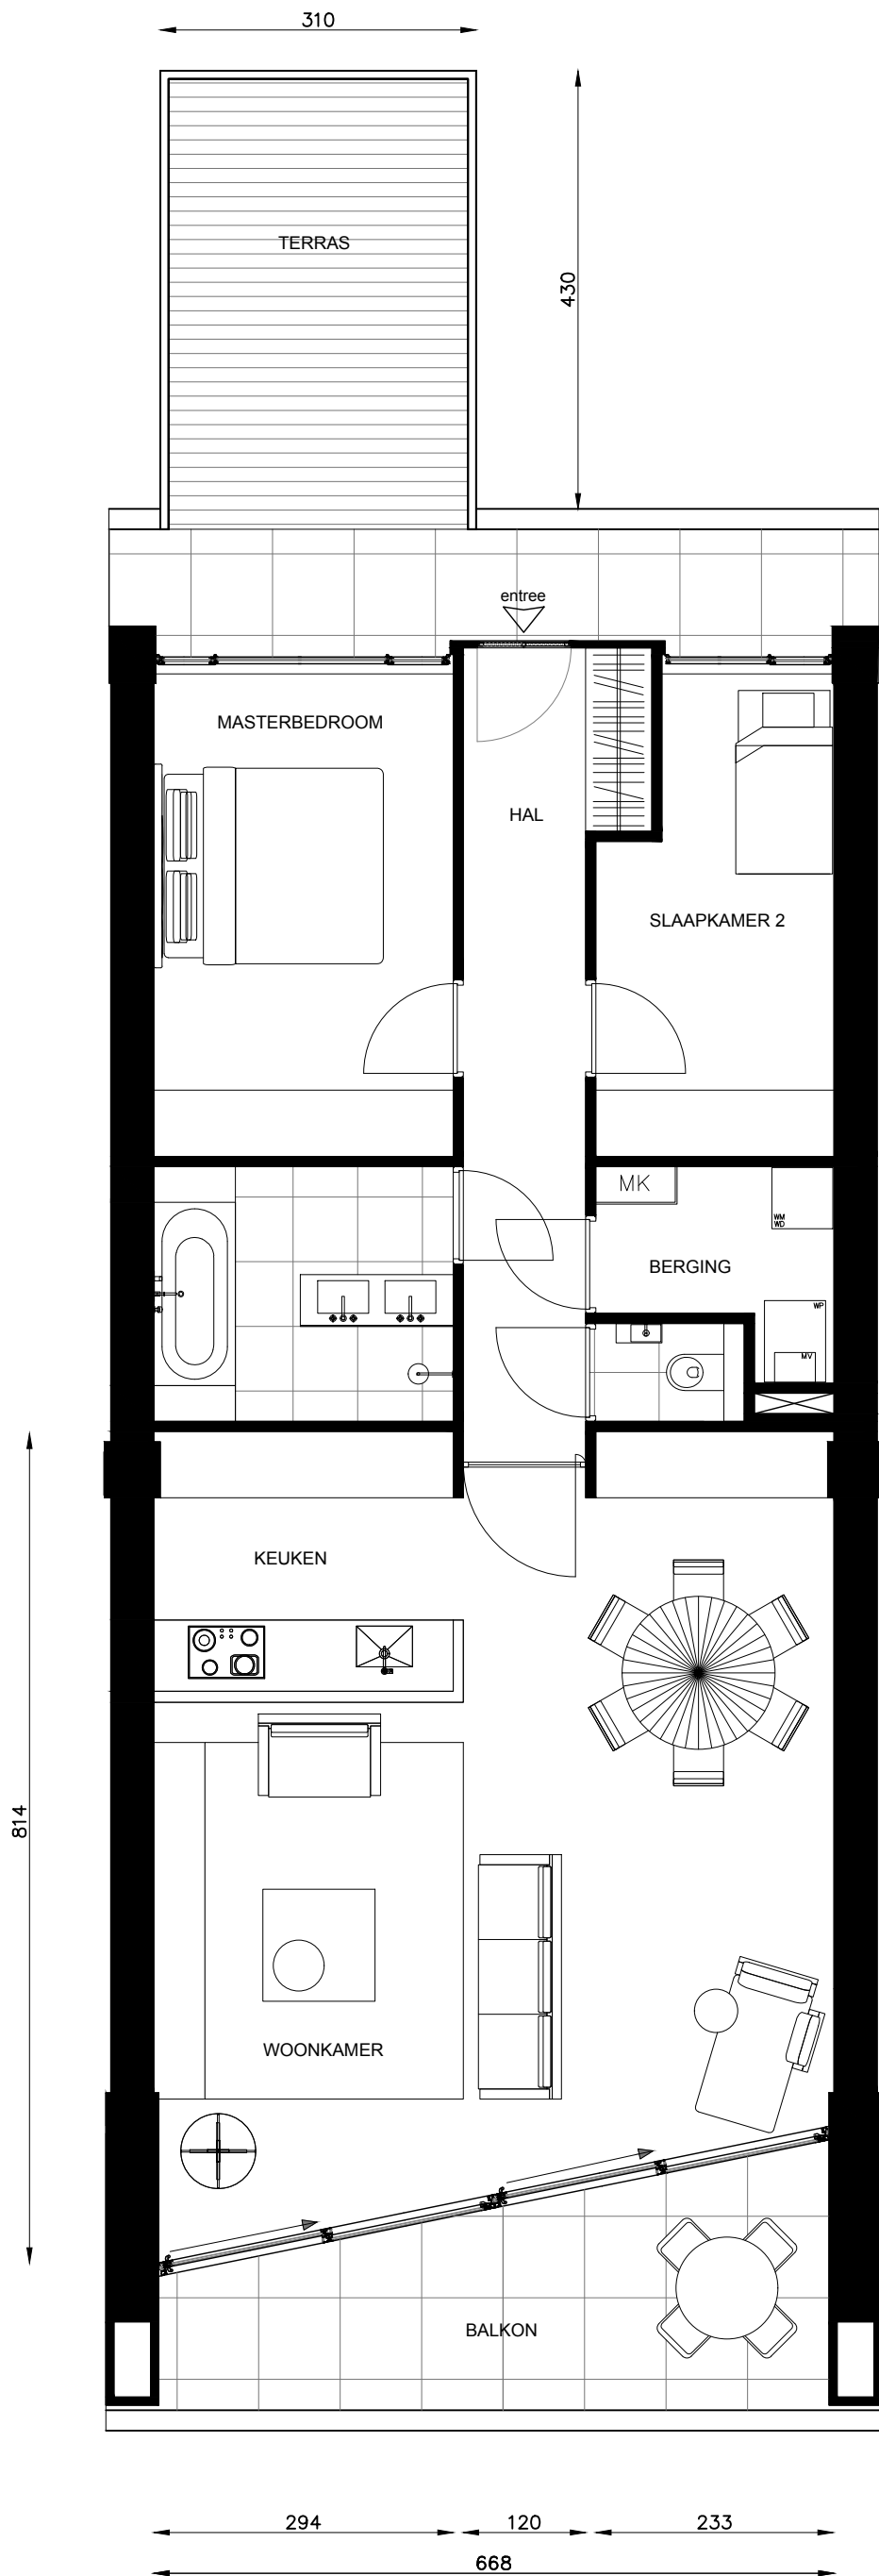 310
TERRAS
430
entree
MASTERBEDROOM
HAL
SLAAPKAMER 2
MK
WM
WD
BERGING
WP
MV
KEUKEN
814
WOONKAMER
BALKON
294
120
233
668